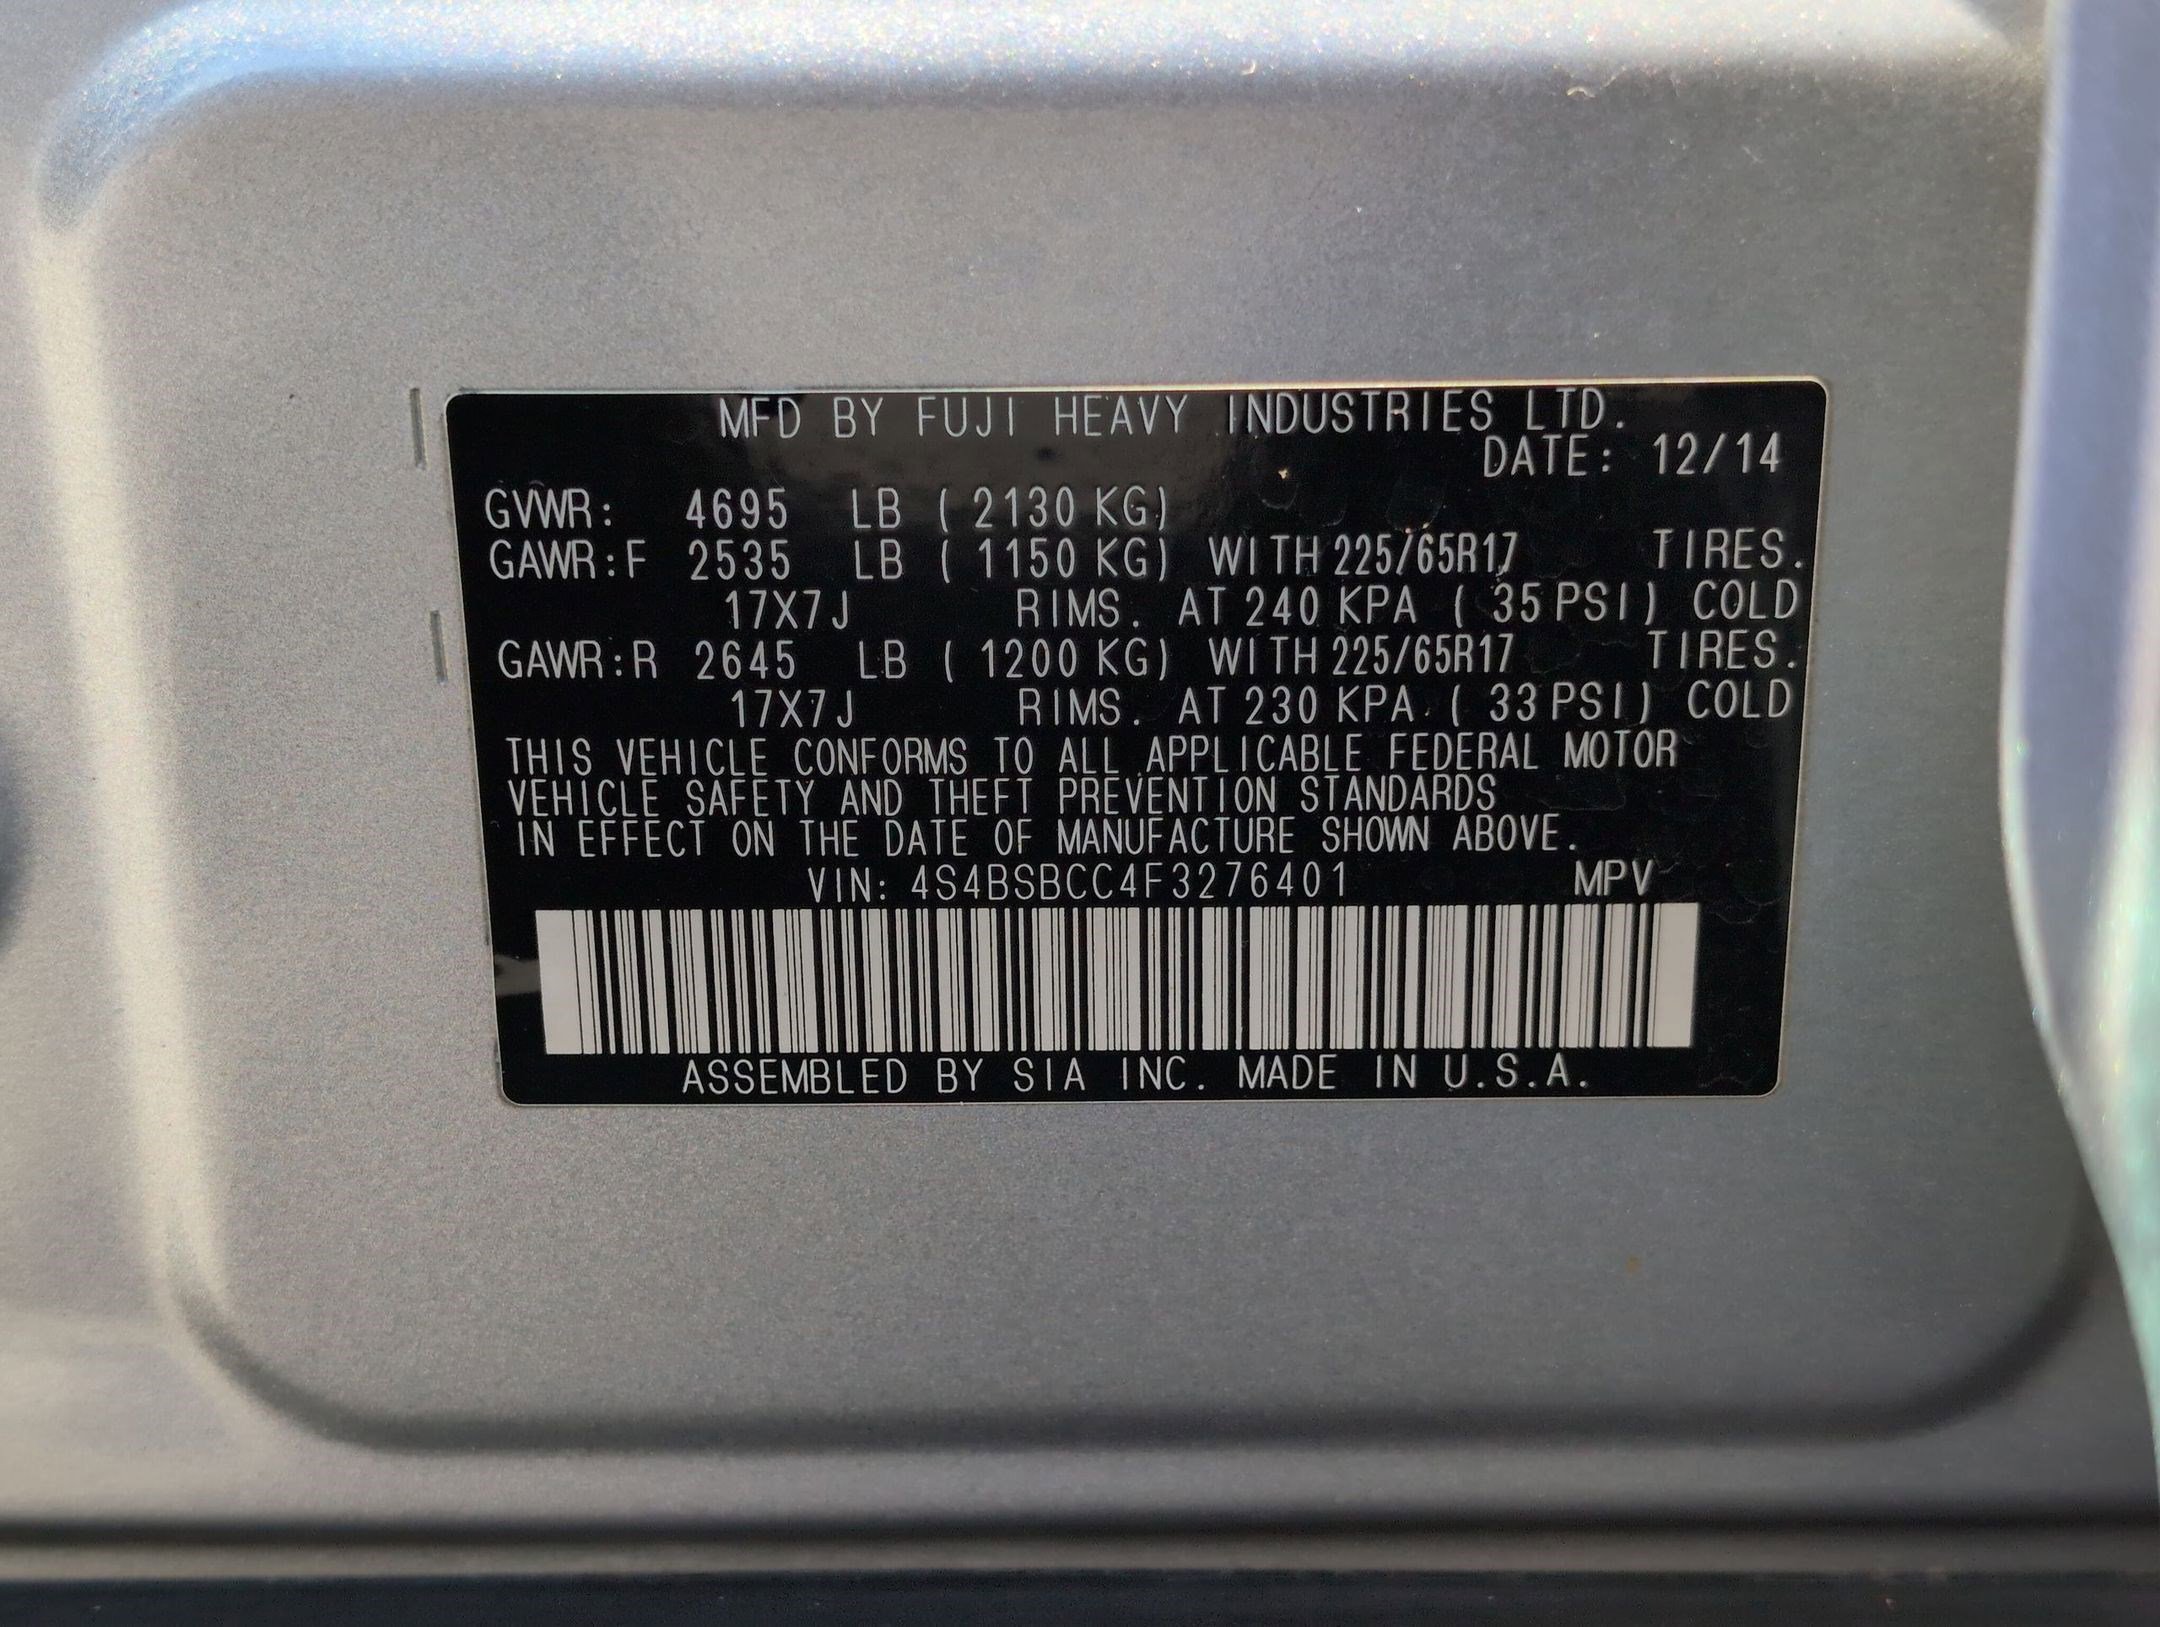 MFD BY FUJI HEAVY INDUSTRIES LTD.
DATE: 12/14
GVWR: 4695 LB ( 2130 KG)
GAWR:F 2535 LB ( 1150 KG) WITH 225/65R17 TIRES.
17X7J RIMS. AT 240 KPA ( 35 PSI) COLD
GAWR:R 2645 LB ( 1200 KG) WITH 225/65R17 TIRES.
17X7J RIMS. AT 230 KPA ( 33 PSI) COLD
THIS VEHICLE CONFORMS TO ALL APPLICABLE FEDERAL MOTOR
VEHICLE SAFETY AND THEFT PREVENTION STANDARDS
IN EFFECT ON THE DATE OF MANUFACTURE SHOWN ABOVE.
VIN: 4S4BSBCC4F3276401 MPV
ASSEMBLED BY SIA INC. MADE IN U.S.A.